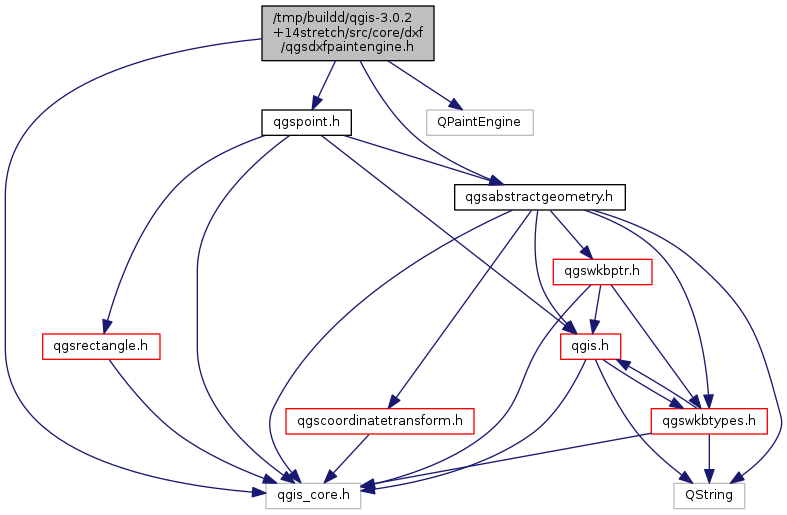 /tmp/buildd/qgis-3.0.2
+14stretch/src/core/dxf
/qgsdxfpaintengine.h
qgspoint.h
QPaintEngine
qgsabstractgeometry.h
qgswkbptr.h
qgsrectangle.h
qgis.h
qgscoordinatetransform.h
qgswkbtypes.h
qgis_core.h
QString